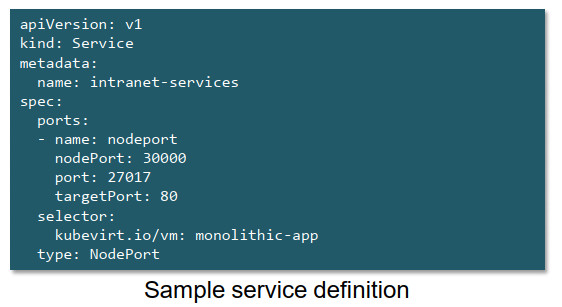 apiVersion: v1
kind: Service
metadata:
  name: intranet-services
spec:
  ports:
  - name: nodeport
    nodePort: 30000
    port: 27017
    targetPort: 80
  selector:
    kubevirt.io/vm: monolithic-app
  type: NodePort
Sample service definition